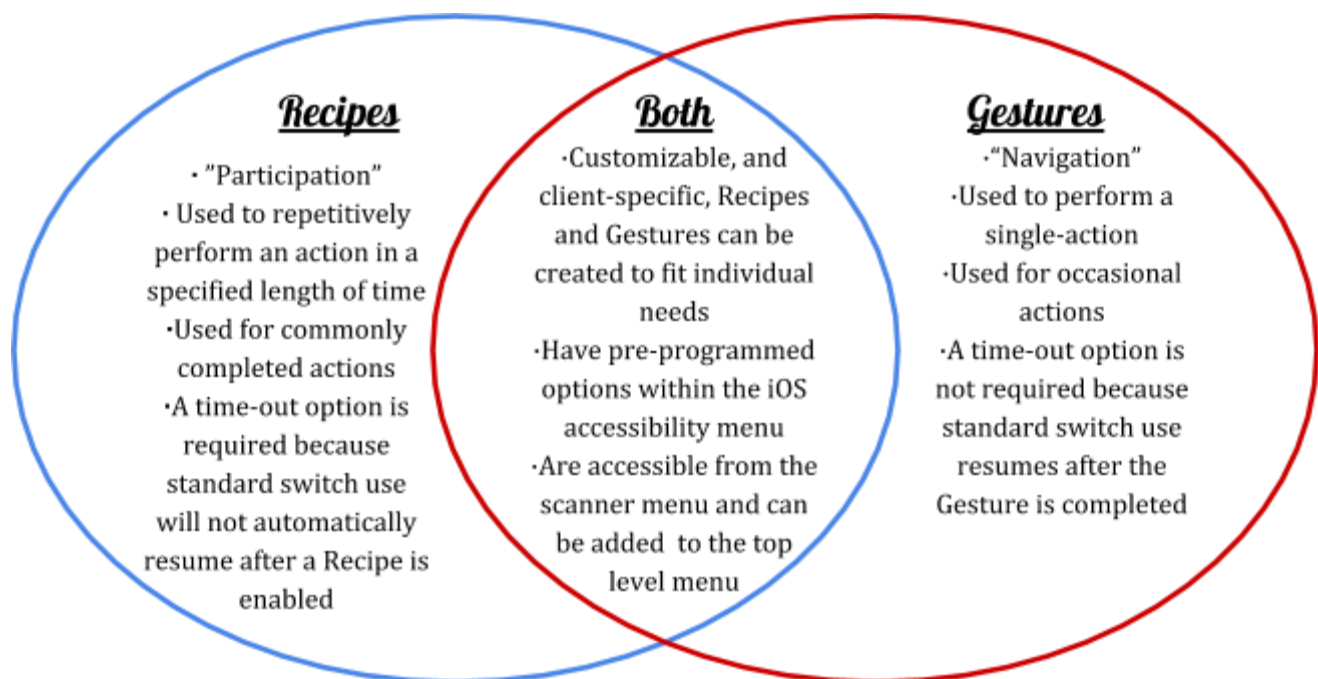 Recipes
· ”Participation”
· Used to repetitively
perform an action in a
specified length of time
·Used for commonly
completed actions
·A time-out option is
required because
standard switch use
will not automatically
resume after a Recipe is
enabled
Both
·Customizable, and
client-specific, Recipes
and Gestures can be
created to fit individual
needs
·Have pre-programmed
options within the iOS
accessibility menu
·Are accessible from the
scanner menu and can
be added  to the top
level menu
Gestures
·“Navigation”
·Used to perform a
single-action
·Used for occasional
actions
·A time-out option is
not required because
standard switch use
resumes after the
Gesture is completed